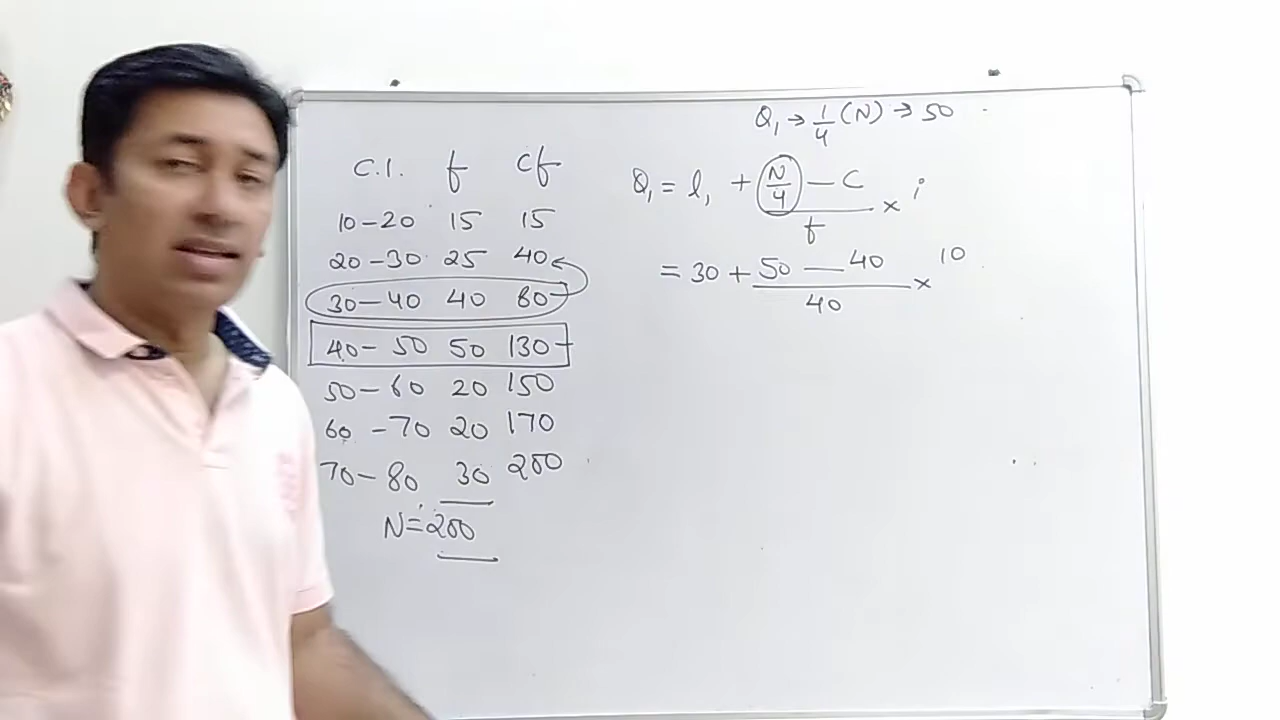 Q₁ → 1/4 (N) → 50
C.I. f cf
10-20 15 15
20-30 25 40
30-40 40 80
40-50 50 130
50-60 20 150
60-70 20 170
70-80 30 200
N=200
Q₁ = l₁ + (N/4 - C)/f × i
= 30 + (50 - 40)/40 × 10